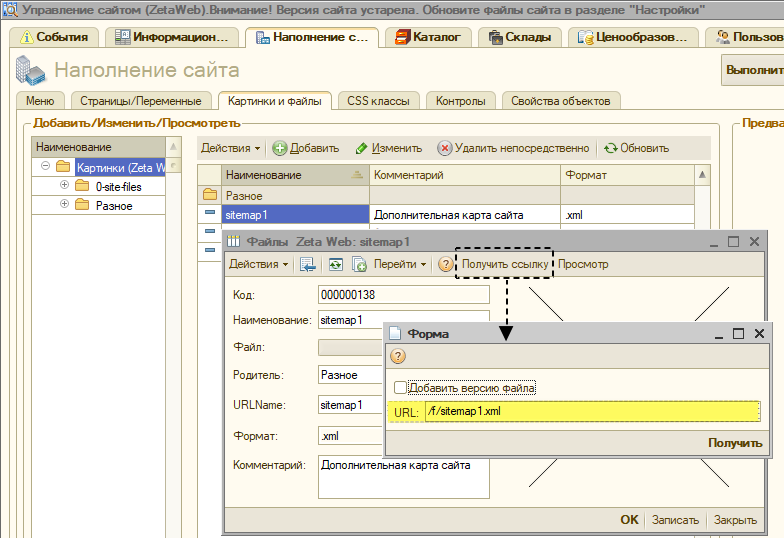 Управление сайтом (ZetaWeb).Внимание! Версия сайта устарела. Обновите файлы сайта в разделе "Настройки"
События Информацион... Наполнение с... Каталог Склады Ценообразов... Пользов
Наполнение сайта Выполнит
Меню Страницы/Переменные Картинки и файлы CSS классы Контролы Свойства объектов
Добавить/Изменить/Просмотреть Предва
Действия Добавить Изменить Удалить непосредственно Обновить
Наименование
Картинки (Zeta W
0-site-files
Разное
Наименование Комментарий Формат
Разное
sitemap1 Дополнительная карта сайта .xml
Файлы Zeta Web: sitemap1
Действия Перейти Получить ссылку Просмотр
Код: 000000138
Наименование: sitemap1
Файл:
Родитель: Разное
URLName: sitemap1
Формат: .xml
Комментарий: Дополнительная карта сайта
OK Записать Закрыть
Форма
Добавить версию файла
URL: /f/sitemap1.xml
Получить